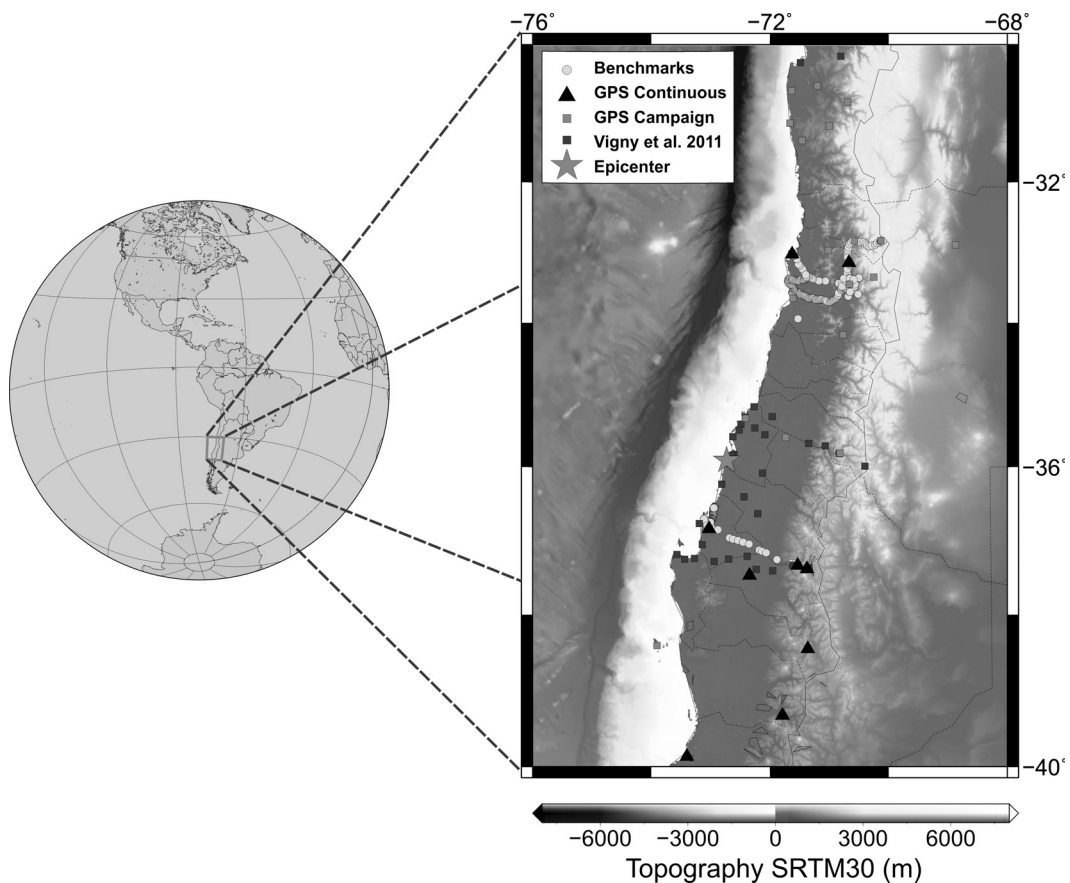 −76° −72° −68°
Benchmarks
GPS Continuous
GPS Campaign
Vigny et al. 2011
Epicenter
−32°
−36°
−40°
−6000 −3000 0 3000 6000
Topography SRTM30 (m)